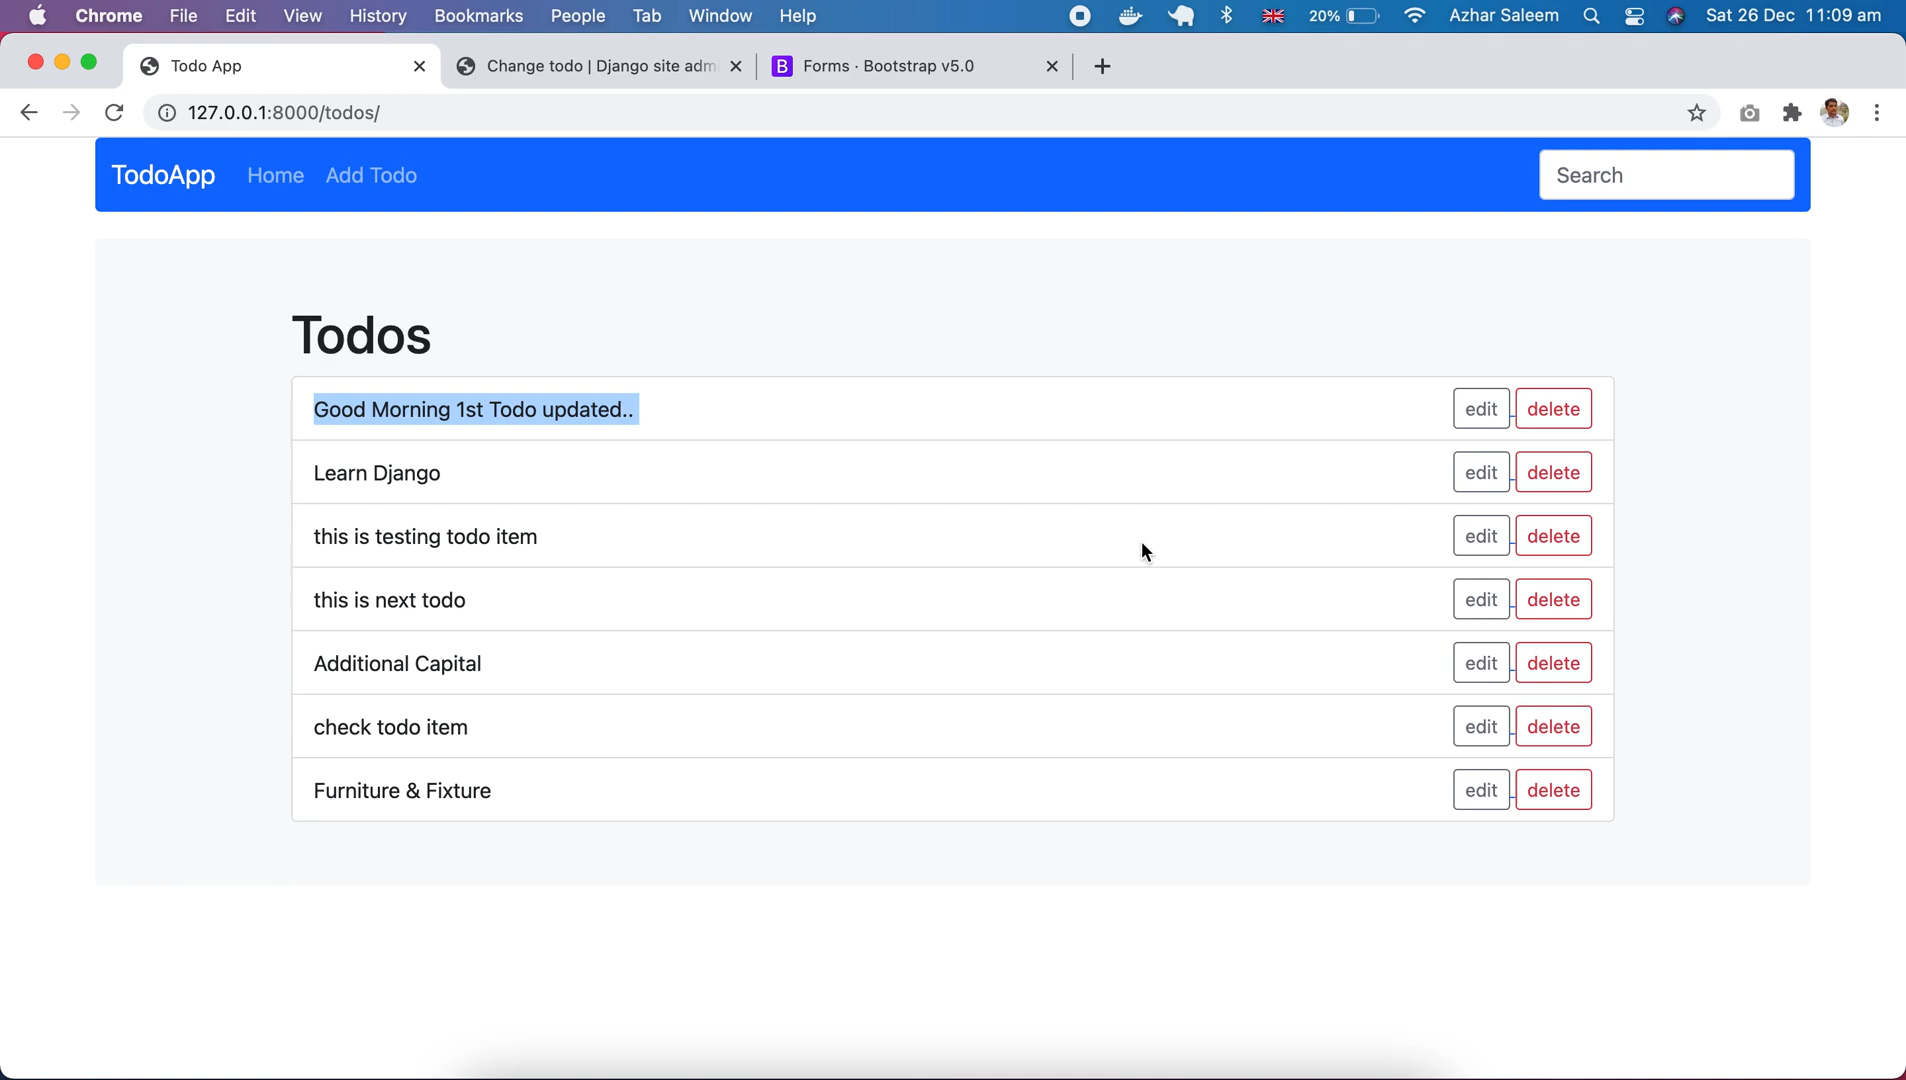 Chrome File Edit View History Bookmarks People Tab Window Help 20% Azhar Saleem Sat 26 Dec 11:09 am
Todo App Change todo | Django site adm B Forms · Bootstrap v5.0
127.0.0.1:8000/todos/
TodoApp Home Add Todo Search
Todos
Good Morning 1st Todo updated.. edit delete
Learn Django edit delete
this is testing todo item edit delete
this is next todo edit delete
Additional Capital edit delete
check todo item edit delete
Furniture & Fixture edit delete